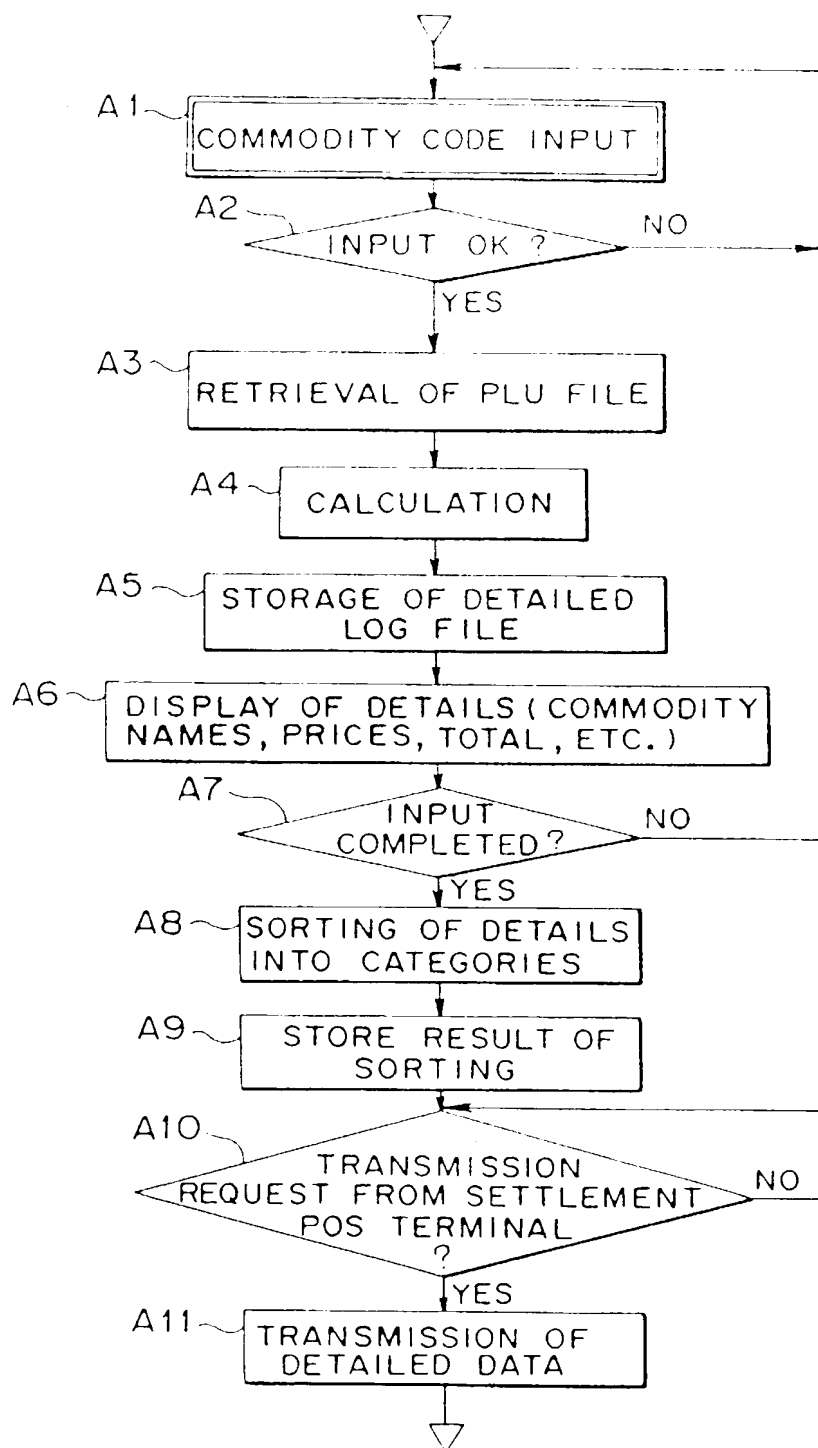 A1
COMMODITY CODE INPUT
A2
INPUT OK ?
NO
YES
A3
RETRIEVAL OF PLU FILE
A4
CALCULATION
A5
STORAGE OF DETAILED
LOG FILE
A6
DISPLAY OF DETAILS ( COMMODITY
NAMES, PRICES, TOTAL, ETC. )
A7
INPUT
COMPLETED ?
NO
YES
A8
SORTING OF DETAILS
INTO CATEGORIES
A9
STORE RESULT OF
SORTING
A10
TRANSMISSION
REQUEST FROM SETTLEMENT
POS TERMINAL
?
NO
YES
A11
TRANSMISSION OF
DETAILED DATA